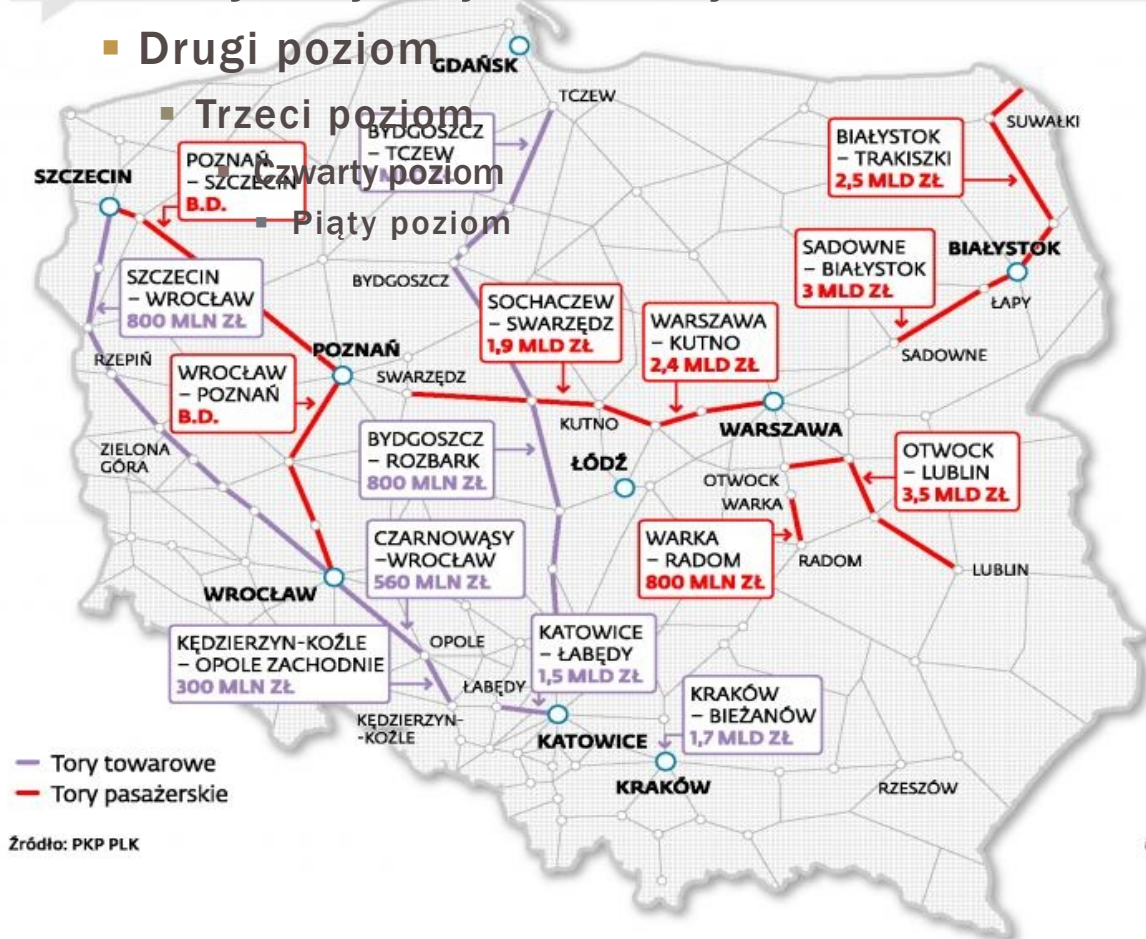 Drugi poziom
Trzeci poziom
Czwarty poziom
Piąty poziom
GDAŃSK
TCZEW
BYDGOSZCZ
– TCZEW
SUWAŁKI
BIAŁYSTOK
– TRAKISZKI
2,5 MLD ZŁ
SZCZECIN
POZNAŃ
– SZCZECIN
B.D.
SADOWNE
– BIAŁYSTOK
3 MLD ZŁ
BIAŁYSTOK
ŁAPY
SADOWNE
SZCZECIN
– WROCŁAW
800 MLN ZŁ
BYDGOSZCZ
SOCHACZEW
– SWARZĘDZ
1,9 MLD ZŁ
WARSZAWA
– KUTNO
2,4 MLD ZŁ
RZEPIŃ
POZNAŃ
SWARZĘDZ
WROCŁAW
– POZNAŃ
B.D.
KUTNO
WARSZAWA
ZIELONA
GÓRA
BYDGOSZCZ
– ROZBARK
800 MLN ZŁ
ŁÓDŹ
OTWOCK
WARKA
OTWOCK
– LUBLIN
3,5 MLD ZŁ
CZARNOWĄSY
–WROCŁAW
560 MLN ZŁ
WARKA
– RADOM
800 MLN ZŁ
RADOM
LUBLIN
WROCŁAW
KĘDZIERZYN-KOŹLE
– OPOLE ZACHODNIE
300 MLN ZŁ
OPOLE
KATOWICE
– ŁABĘDY
1,5 MLD ZŁ
ŁABĘDY
KĘDZIERZYN-
-KOŹLE
KRAKÓW
– BIEŻANÓW
1,7 MLD ZŁ
KATOWICE
KRAKÓW
RZESZÓW
Tory towarowe
Tory pasażerskie
Źródło: PKP PLK